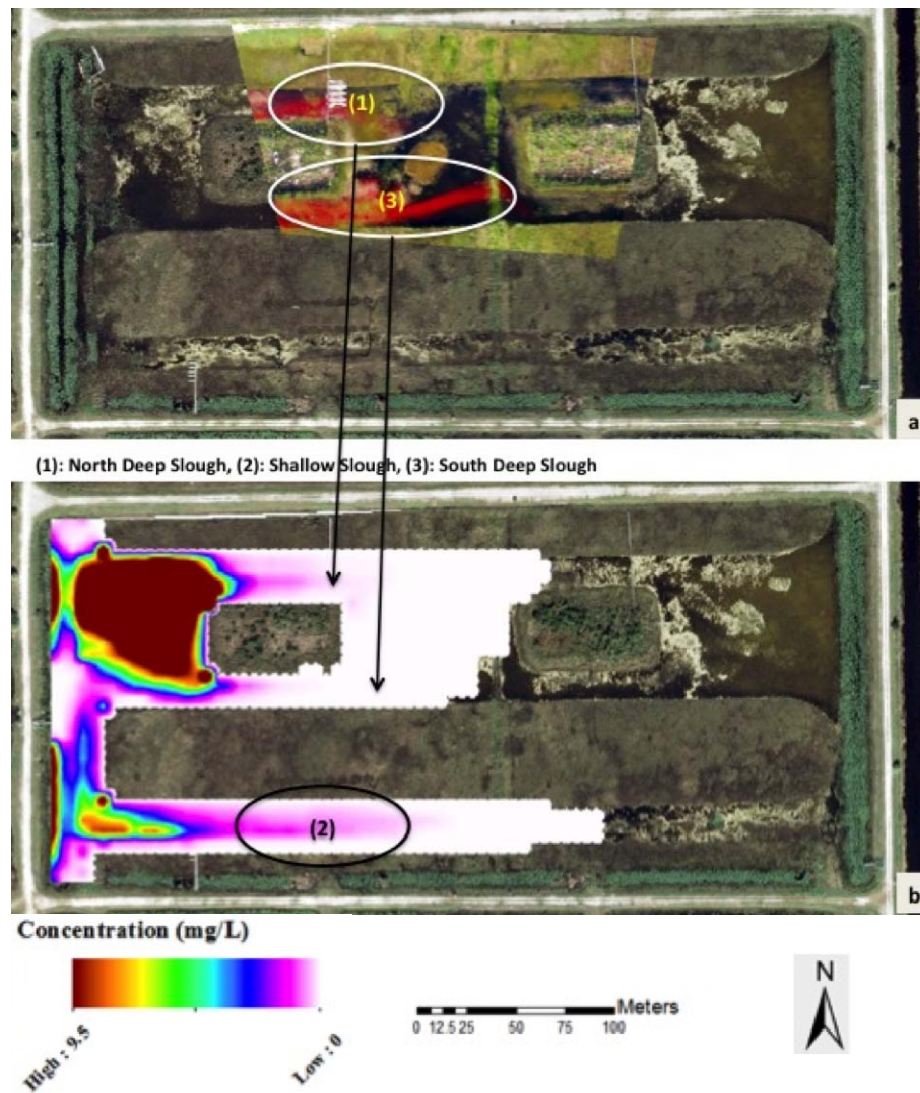 (1)
(3)
a
(1): North Deep Slough, (2): Shallow Slough, (3): South Deep Slough
(2)
b
Concentration (mg/L)
High : 9.5
Low : 0
Meters
0 12.5 25 50 75 100
N